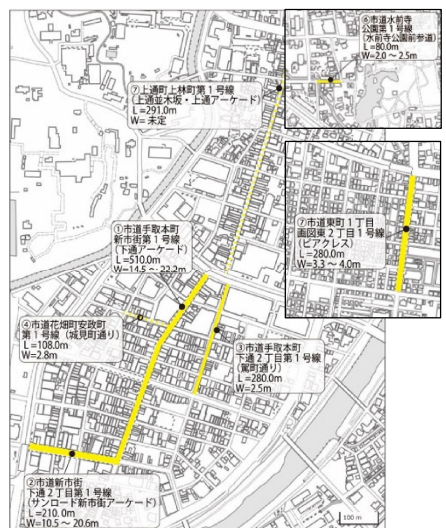 ⑥市道水前寺
公園第1号線
(水前寺公園前参道)
L=80.0m
W=2.0～2.5m
⑦上通町上林町第1号線
(上通並木坂・上通アーケード)
L=291.0m
W=未定
⑦市道東町1丁目
画図東2丁目1号線
(ピアクレス)
L=280.0m
W=3.3～4.0m
①市道手取本町
新市街第1号線
(下通アーケード)
L=510.0m
W=14.5～22.2m
④市道花畑町安政町
第1号線(城見町通り)
L=108.0m
W=2.8m
③市道手取本町
下通2丁目第1号線
(駕町通り)
L=280.0m
W=2.5m
②市道新市街
下通2丁目第1号線
(サンロード新市街アーケード)
L=210.0m
W=10.5～20.6m
100 m